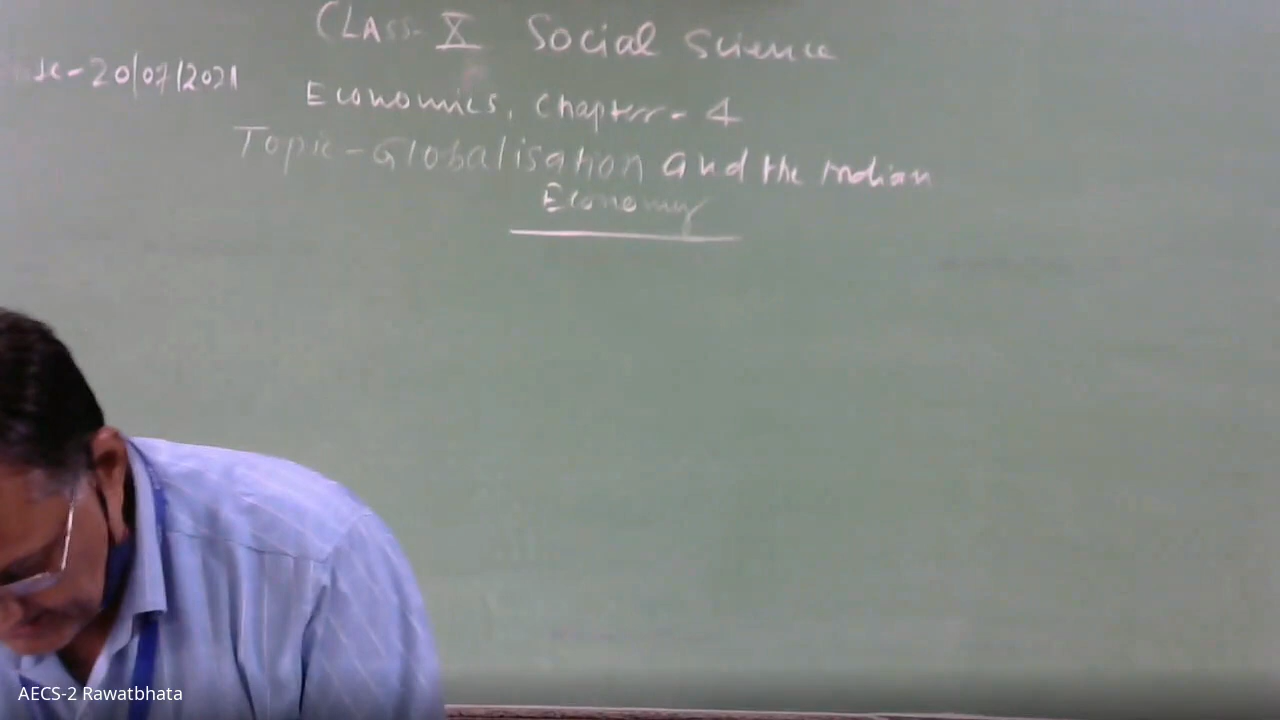 CLASS- X Social Science
20/07/2021
Economics, Chapter- 4
Topic-Globalisation and the Indian
Economy
AECS-2 Rawatbhata